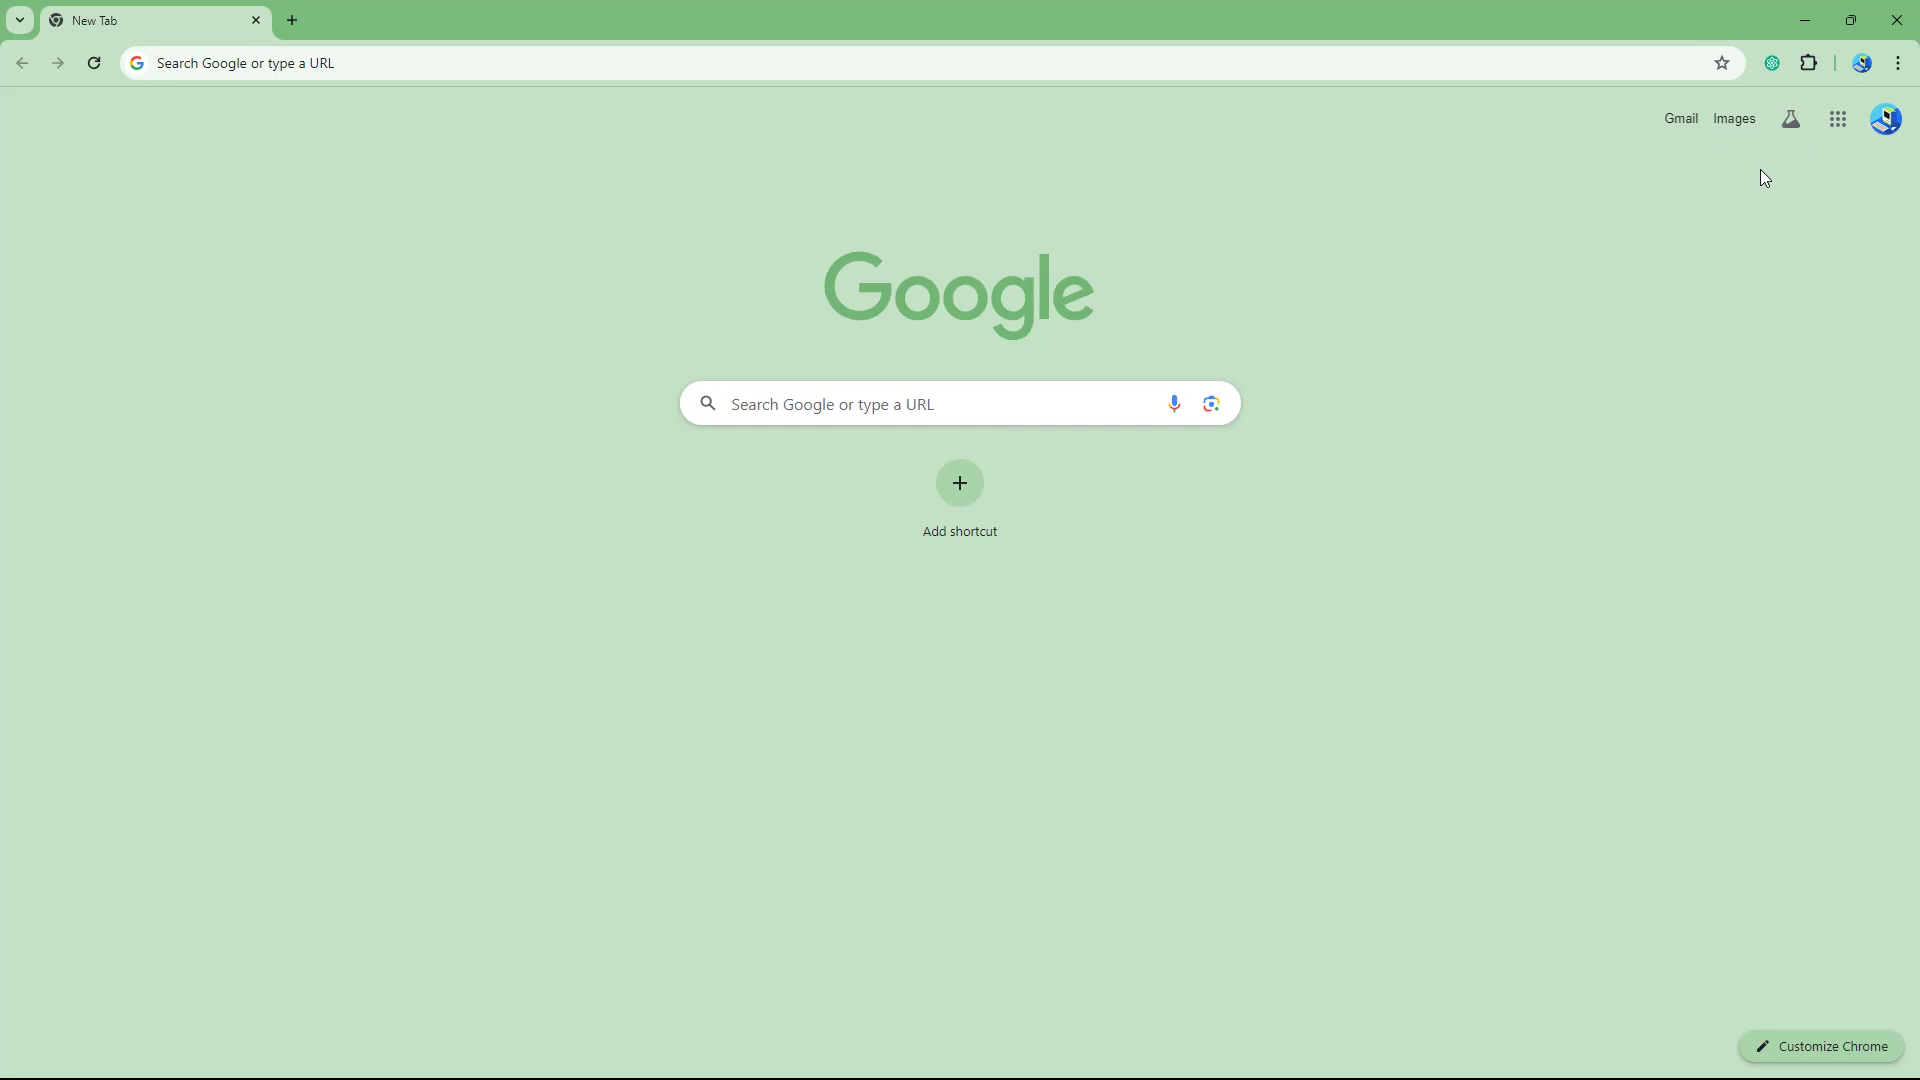 New Tab
Search Google or type a URL
Gmail Images
Google
Search Google or type a URL
Add shortcut
Customize Chrome